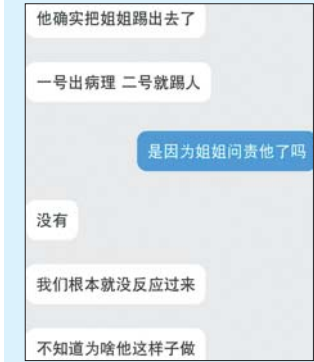 他确实把姐姐踢出去了
一号出病理 二号就踢人
是因为姐姐问责他了吗
没有
我们根本就没反应过来
不知道为啥他这样子做